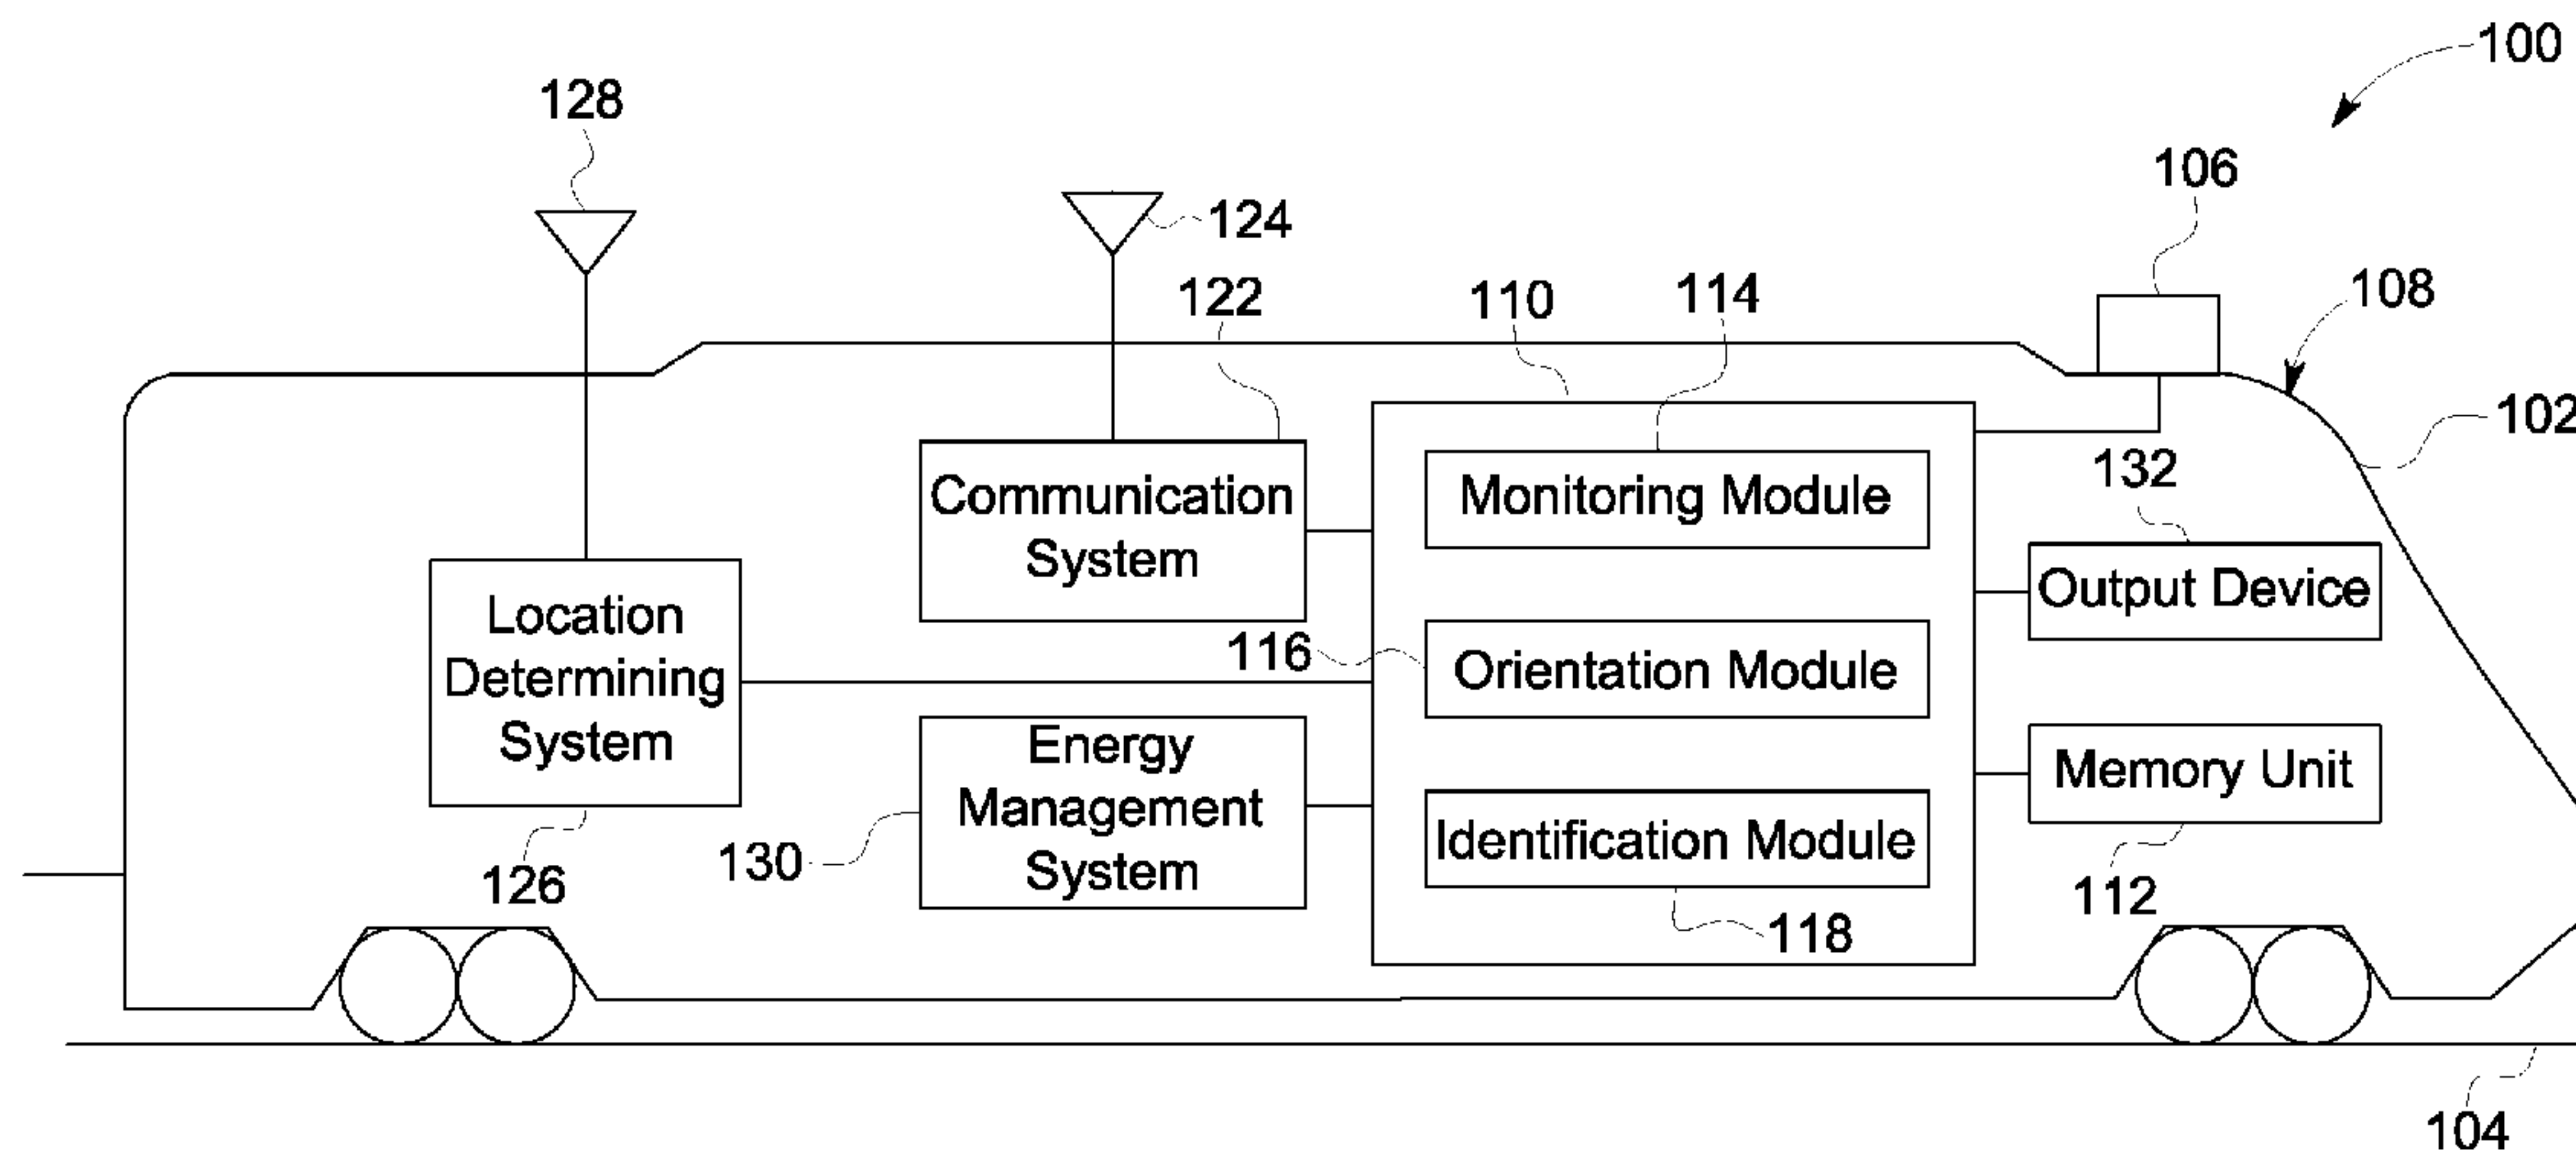 100
128
106
124
122
110
114
108
102
132
Communication
System
Monitoring Module
Output Device
Location
Determining
System
116
Orientation Module
Energy
Management
System
Memory Unit
130
Identification Module
126
112
118
104